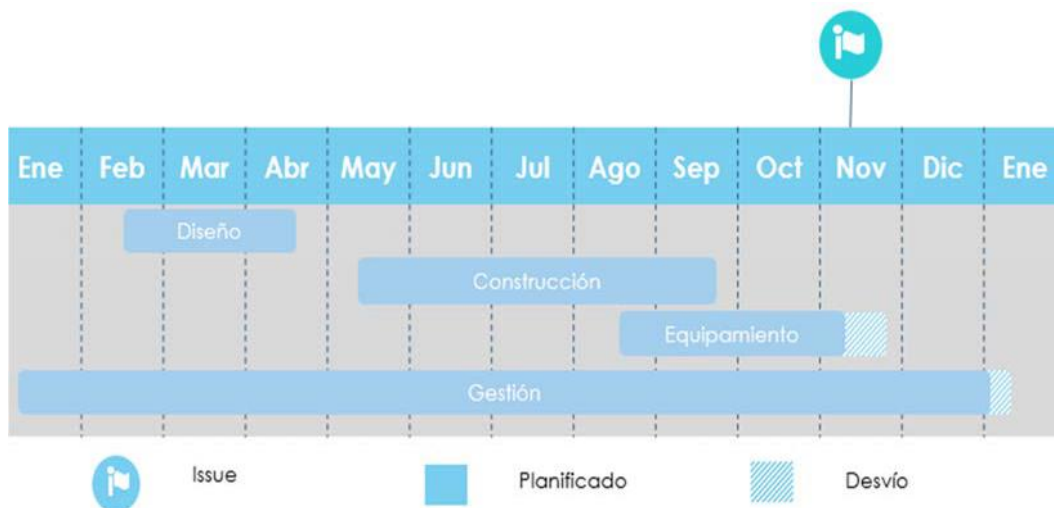 Ene Feb Mar Abr May Jun Jul Ago Sep Oct Nov Dic Ene
Diseño
Construcción
Equipamiento
Gestión
Issue Planificado Desvío